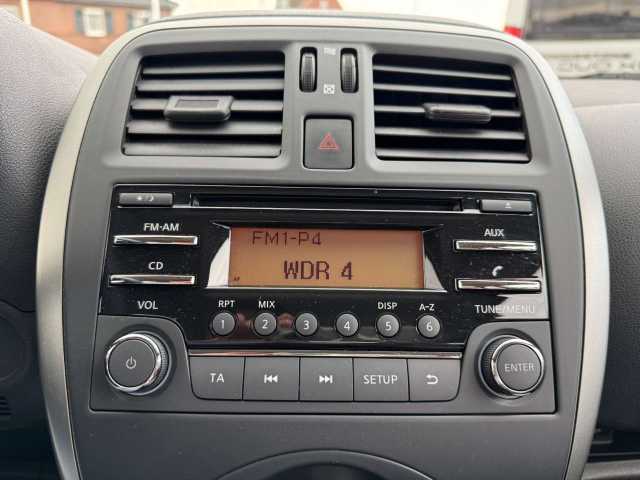 FM-AM
FM1-P4
AUX
CD
WDR 4
VOL
RPT MIX DISP A-Z
TUNE/MENU
1 2 3 4 5 6
TA SETUP
ENTER